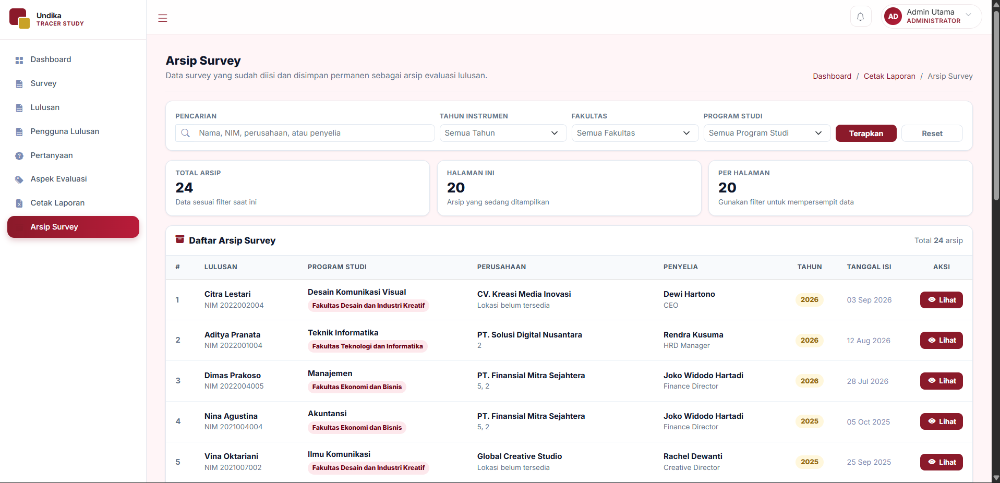 Undika
TRACER STUDY
AD
Admin Utama
ADMINISTRATOR
Dashboard
Survey
Lulusan
Pengguna Lulusan
Pertanyaan
Aspek Evaluasi
Cetak Laporan
Arsip Survey
Arsip Survey
Data survey yang sudah diisi dan disimpan permanen sebagai arsip evaluasi lulusan.
Dashboard / Cetak Laporan / Arsip Survey
PENCARIAN TAHUN INSTRUMEN FAKULTAS PROGRAM STUDI
Nama, NIM, perusahaan, atau penyelia Semua Tahun Semua Fakultas Semua Program Studi Terapkan Reset
TOTAL ARSIP
24
Data sesuai filter saat ini
HALAMAN INI
20
Arsip yang sedang ditampilkan
PER HALAMAN
20
Gunakan filter untuk mempersempit data
Daftar Arsip Survey Total 24 arsip
# LULUSAN PROGRAM STUDI PERUSAHAAN PENYELIA TAHUN TANGGAL ISI AKSI
1 Citra Lestari Desain Komunikasi Visual CV. Kreasi Media Inovasi Dewi Hartono 2026 03 Sep 2026 Lihat
NIM 2022002004 Fakultas Desain dan Industri Kreatif Lokasi belum tersedia CEO
2 Aditya Pranata Teknik Informatika PT. Solusi Digital Nusantara Rendra Kusuma 2026 12 Aug 2026 Lihat
NIM 2022001004 Fakultas Teknologi dan Informatika 2 HRD Manager
3 Dimas Prakoso Manajemen PT. Finansial Mitra Sejahtera Joko Widodo Hartadi 2026 28 Jul 2026 Lihat
NIM 2022004005 Fakultas Ekonomi dan Bisnis 5, 2 Finance Director
4 Nina Agustina Akuntansi PT. Finansial Mitra Sejahtera Joko Widodo Hartadi 2025 05 Oct 2025 Lihat
NIM 2021004004 Fakultas Ekonomi dan Bisnis 5, 2 Finance Director
5 Vina Oktariani Ilmu Komunikasi Global Creative Studio Rachel Dewanti 2025 25 Sep 2025 Lihat
NIM 2021007002 Fakultas Desain dan Industri Kreatif Lokasi belum tersedia Creative Director